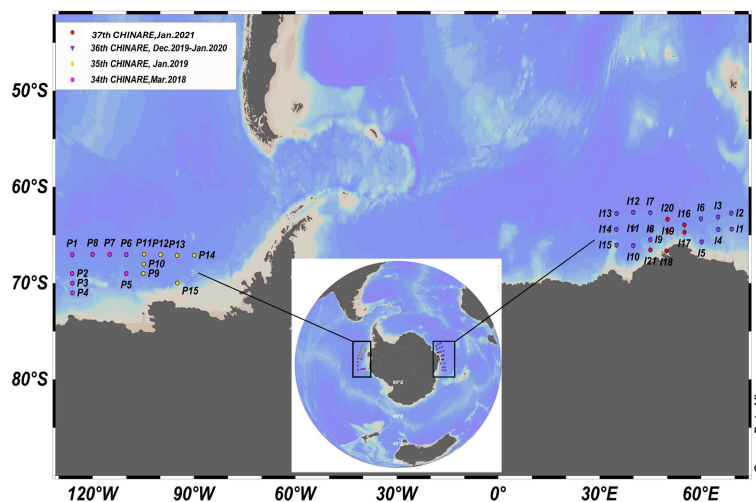 37th CHINARE,Jan.2021
36th CHINARE, Dec.2019-Jan.2020
35th CHINARE, Jan.2019
34th CHINARE,Mar.2018
50°S
60°S
70°S
80°S
I12 I7 I20 I6 I3 I2
I13 I16
I14 I11 I8 I19 I1
I15 I9 I17 I4
I10 I21 I18 I5
P1 P8 P7 P6 P11 P12 P13 P14
P10
P2 P5 P9
P3 P15
P4
80°S
60°S
40°S
120°W 90°W 60°W 30°W 0° 30°E 60°E